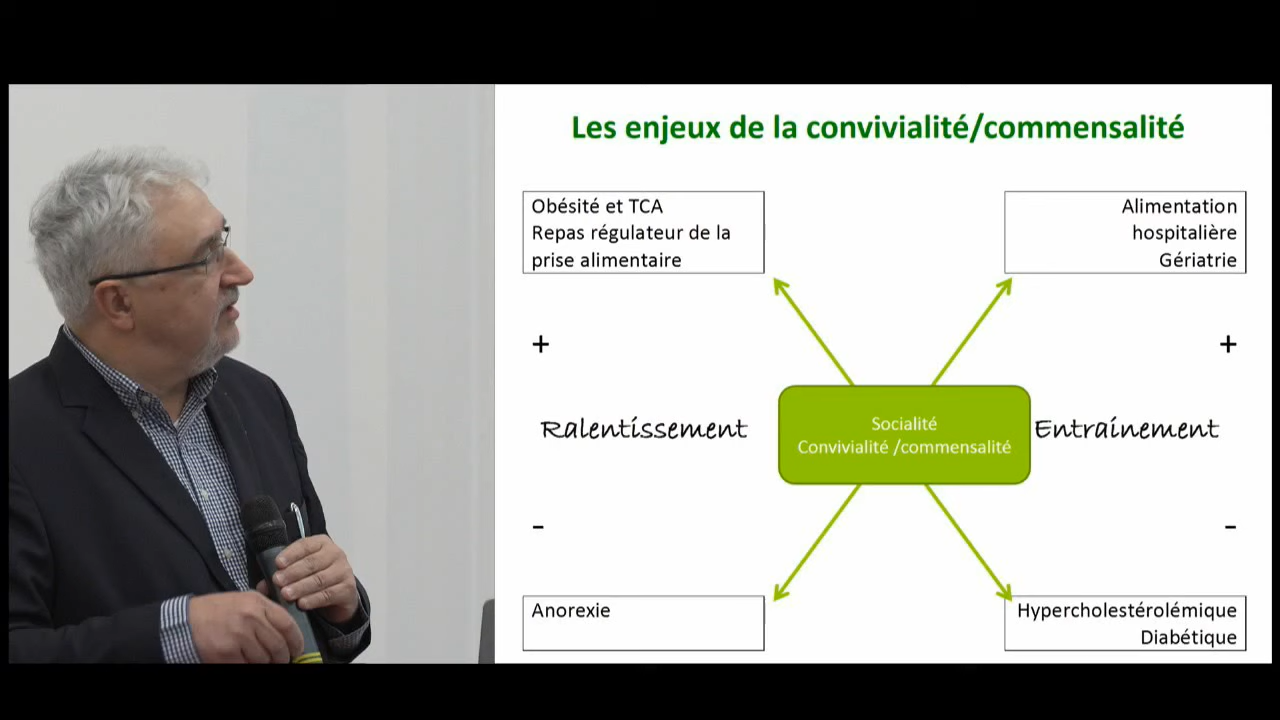 Les enjeux de la convivialité/commensalité
Obésité et TCA
Repas régulateur de la
prise alimentaire
Alimentation
hospitalière
Gériatrie
+
+
Ralentissement
Socialité
Convivialité /commensalité
Entrainement
-
-
Anorexie
Hypercholestérolémique
Diabétique